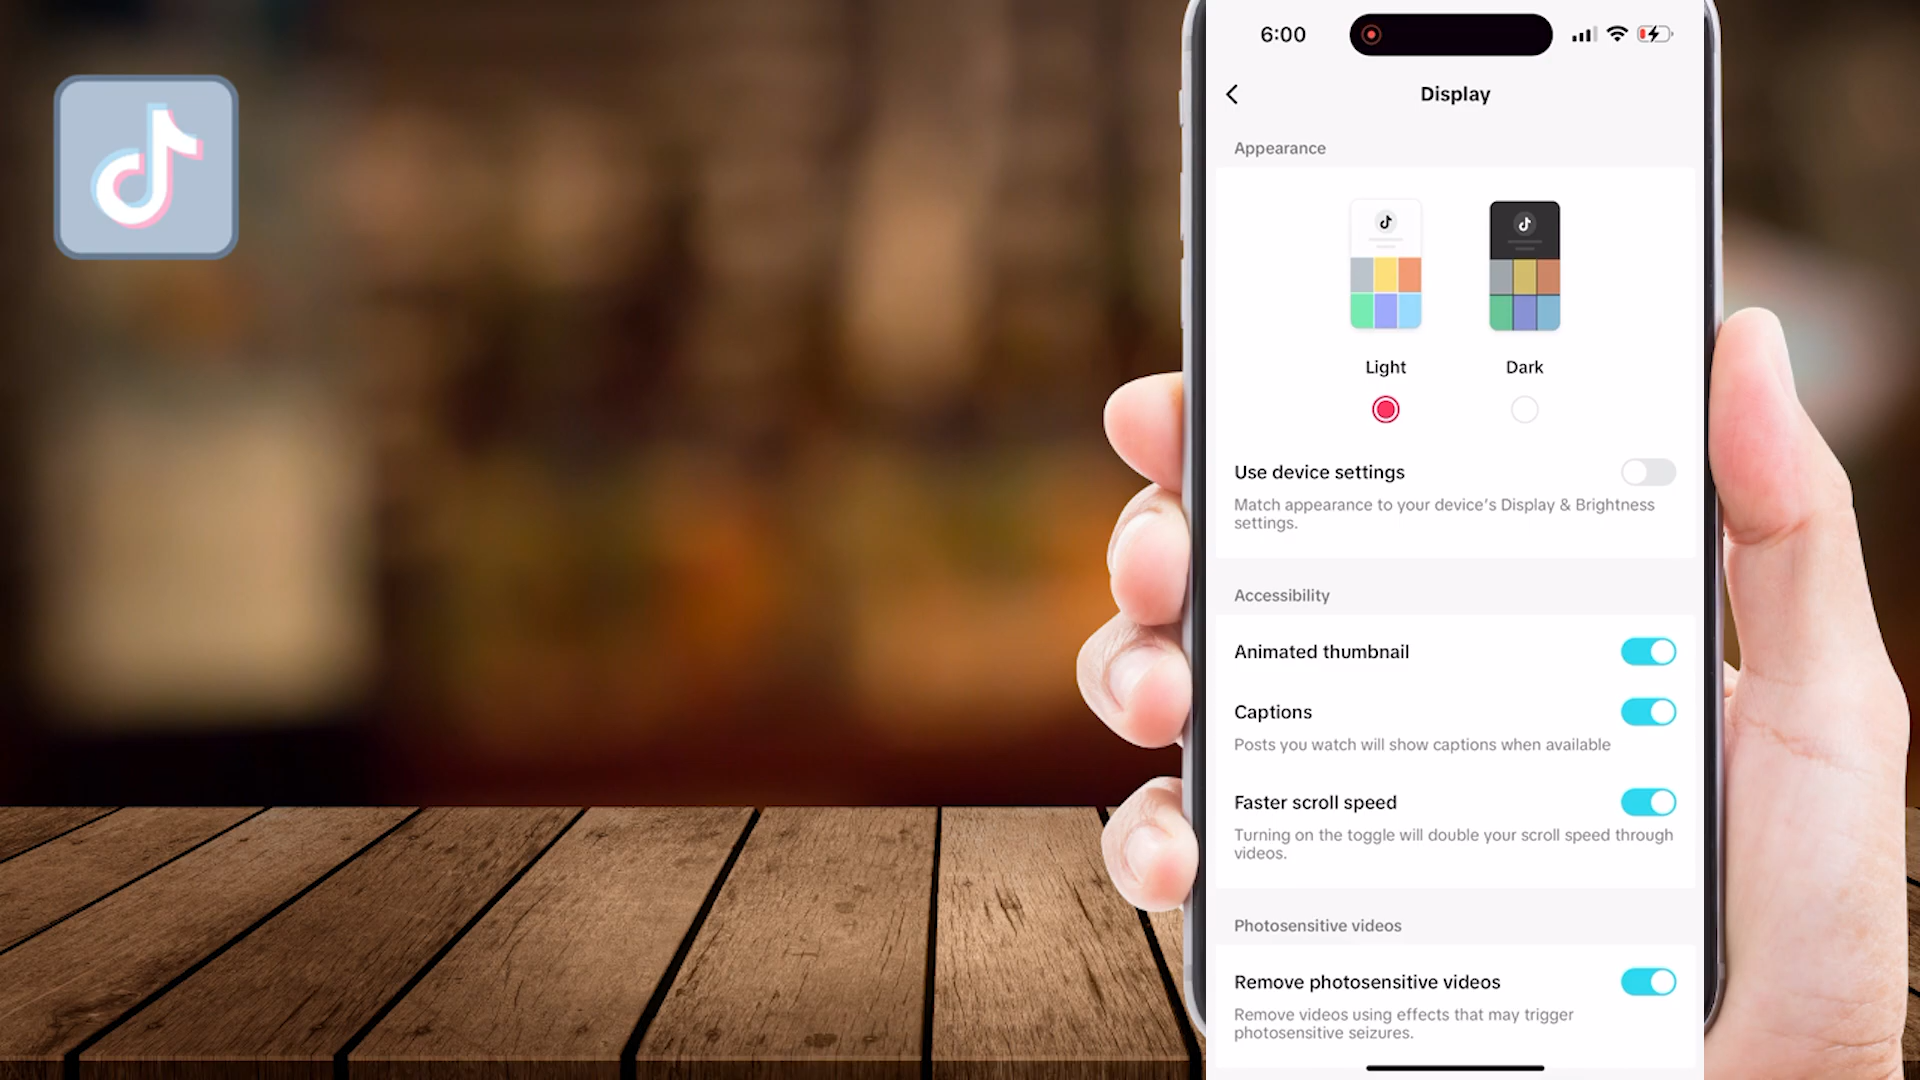 6:00
Display
Appearance
Light
Dark
Use device settings
Match appearance to your device's Display & Brightness
settings.
Accessibility
Animated thumbnail
Captions
Posts you watch will show captions when available
Faster scroll speed
Turning on the toggle will double your scroll speed through
videos.
Photosensitive videos
Remove photosensitive videos
Remove videos using effects that may trigger
photosensitive seizures.